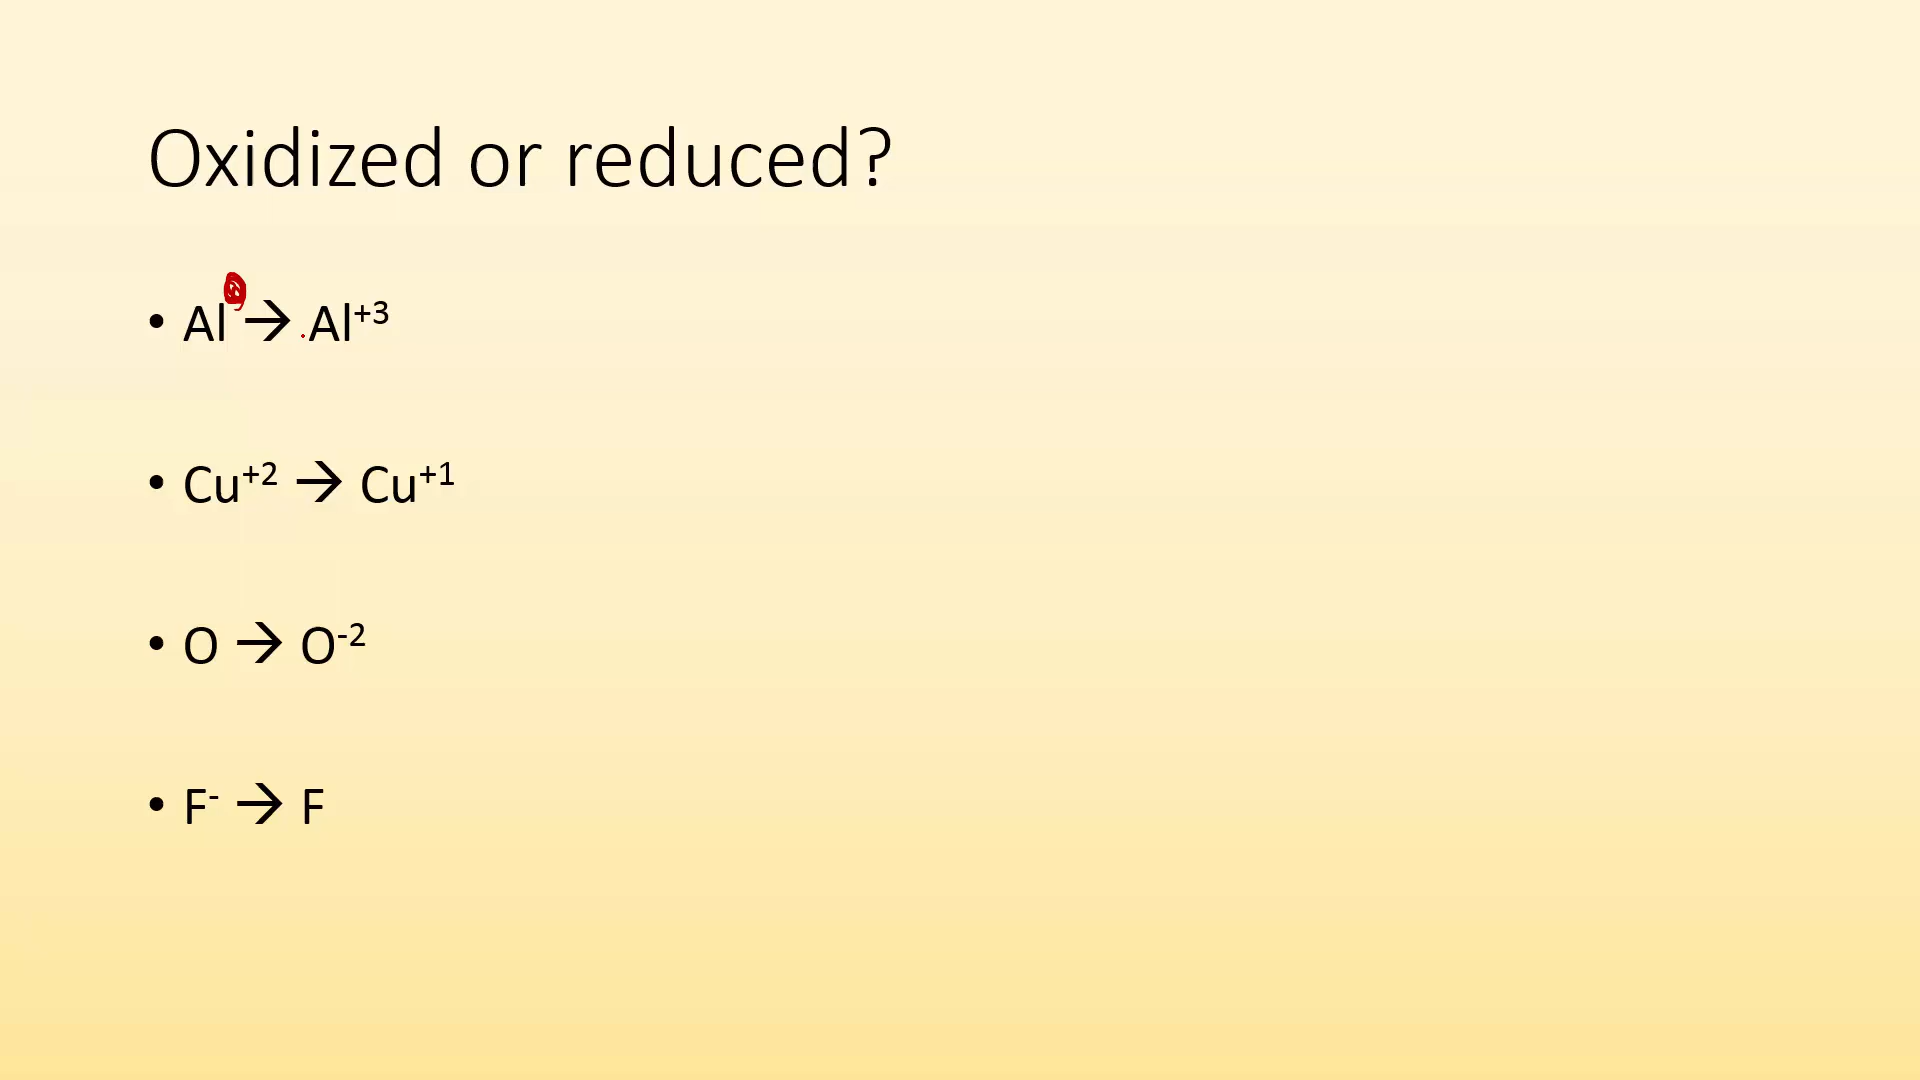 Oxidized or reduced?
• Al → Al⁺³
• Cu⁺² → Cu⁺¹
• O → O⁻²
• F⁻ → F